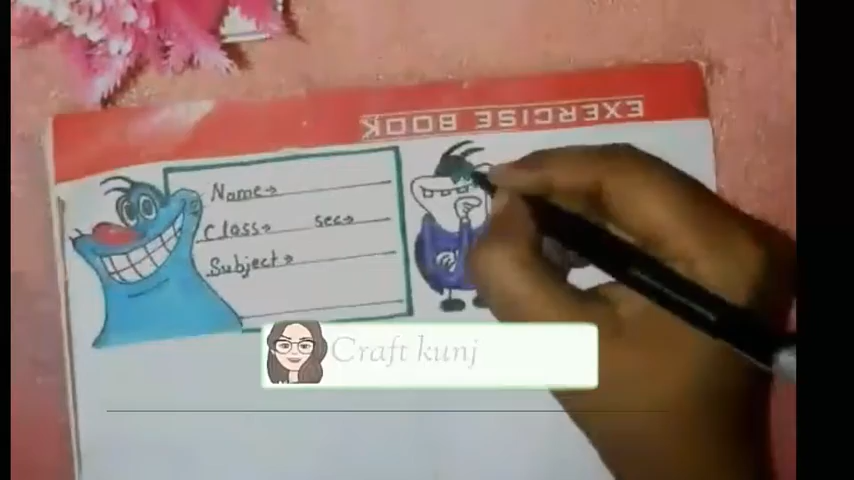 EXERCISE BOOK
Name
Class sec
Subject
Craft kunj